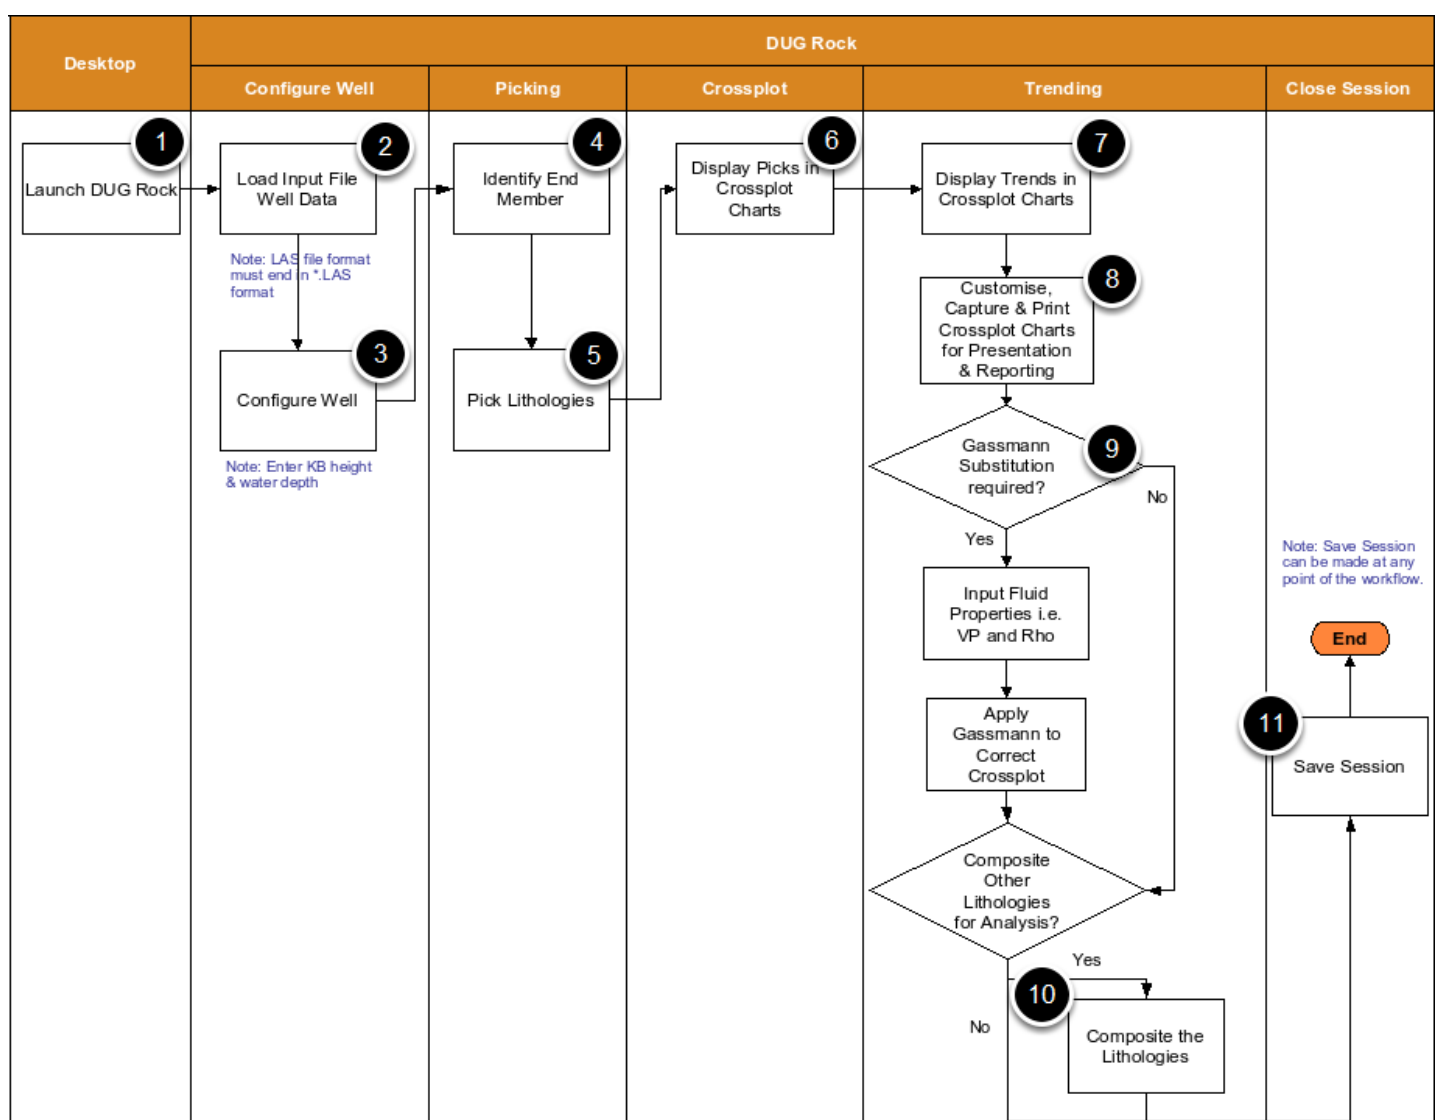 Desktop
DUG Rock
Configure Well
Picking
Crossplot
Trending
Close Session
1
Launch DUG Rock
2
Load Input File
Well Data
Note: LAS file format
must end in *.LAS
format
3
Configure Well
Note: Enter KB height
& water depth
4
Identify End
Member
5
Pick Lithologies
6
Display Picks in
Crossplot
Charts
7
Display Trends in
Crossplot Charts
8
Customise,
Capture & Print
Crossplot Charts
for Presentation
& Reporting
9
Gassmann
Substitution
required?
No
Yes
Input Fluid
Properties i.e.
VP and Rho
Apply
Gassmann to
Correct
Crossplot
Composite
Other
Lithologies
for Analysis?
Yes
10
No
Composite the
Lithologies
Note: Save Session
can be made at any
point of the workflow.
End
11
Save Session